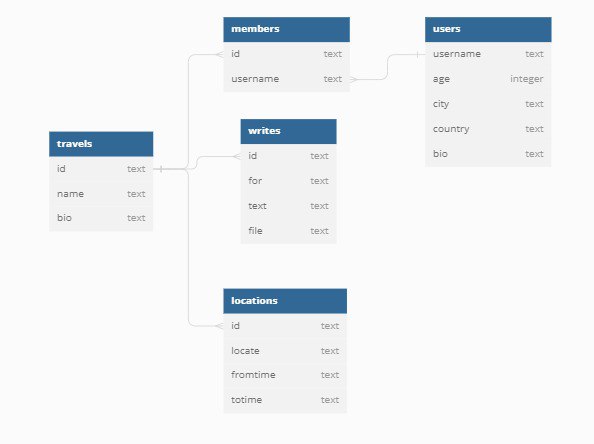 members
id text
username text
users
username text
age integer
city text
country text
bio text
writes
id text
for text
text text
file text
travels
id text
name text
bio text
locations
id text
locate text
fromtime text
totime text